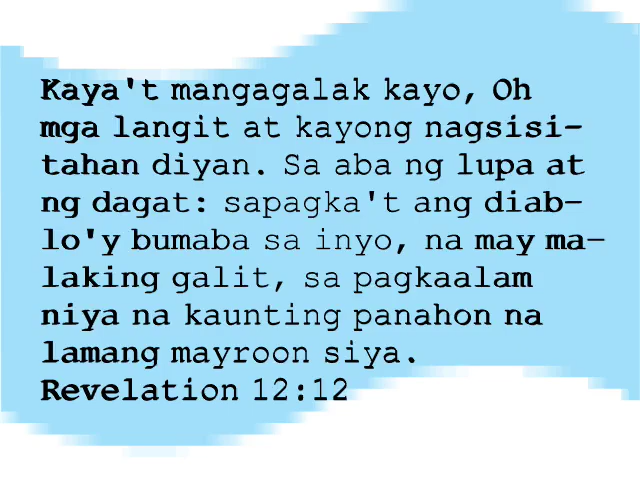 Kaya't mangagalak kayo, Oh
mga langit at kayong nagsisi-
tahan diyan. Sa aba ng lupa at
ng dagat: sapagka't ang diab-
lo'y bumaba sa inyo, na may ma-
laking galit, sa pagkaalam
niya na kaunting panahon na
lamang mayroon siya.
Revelation 12:12